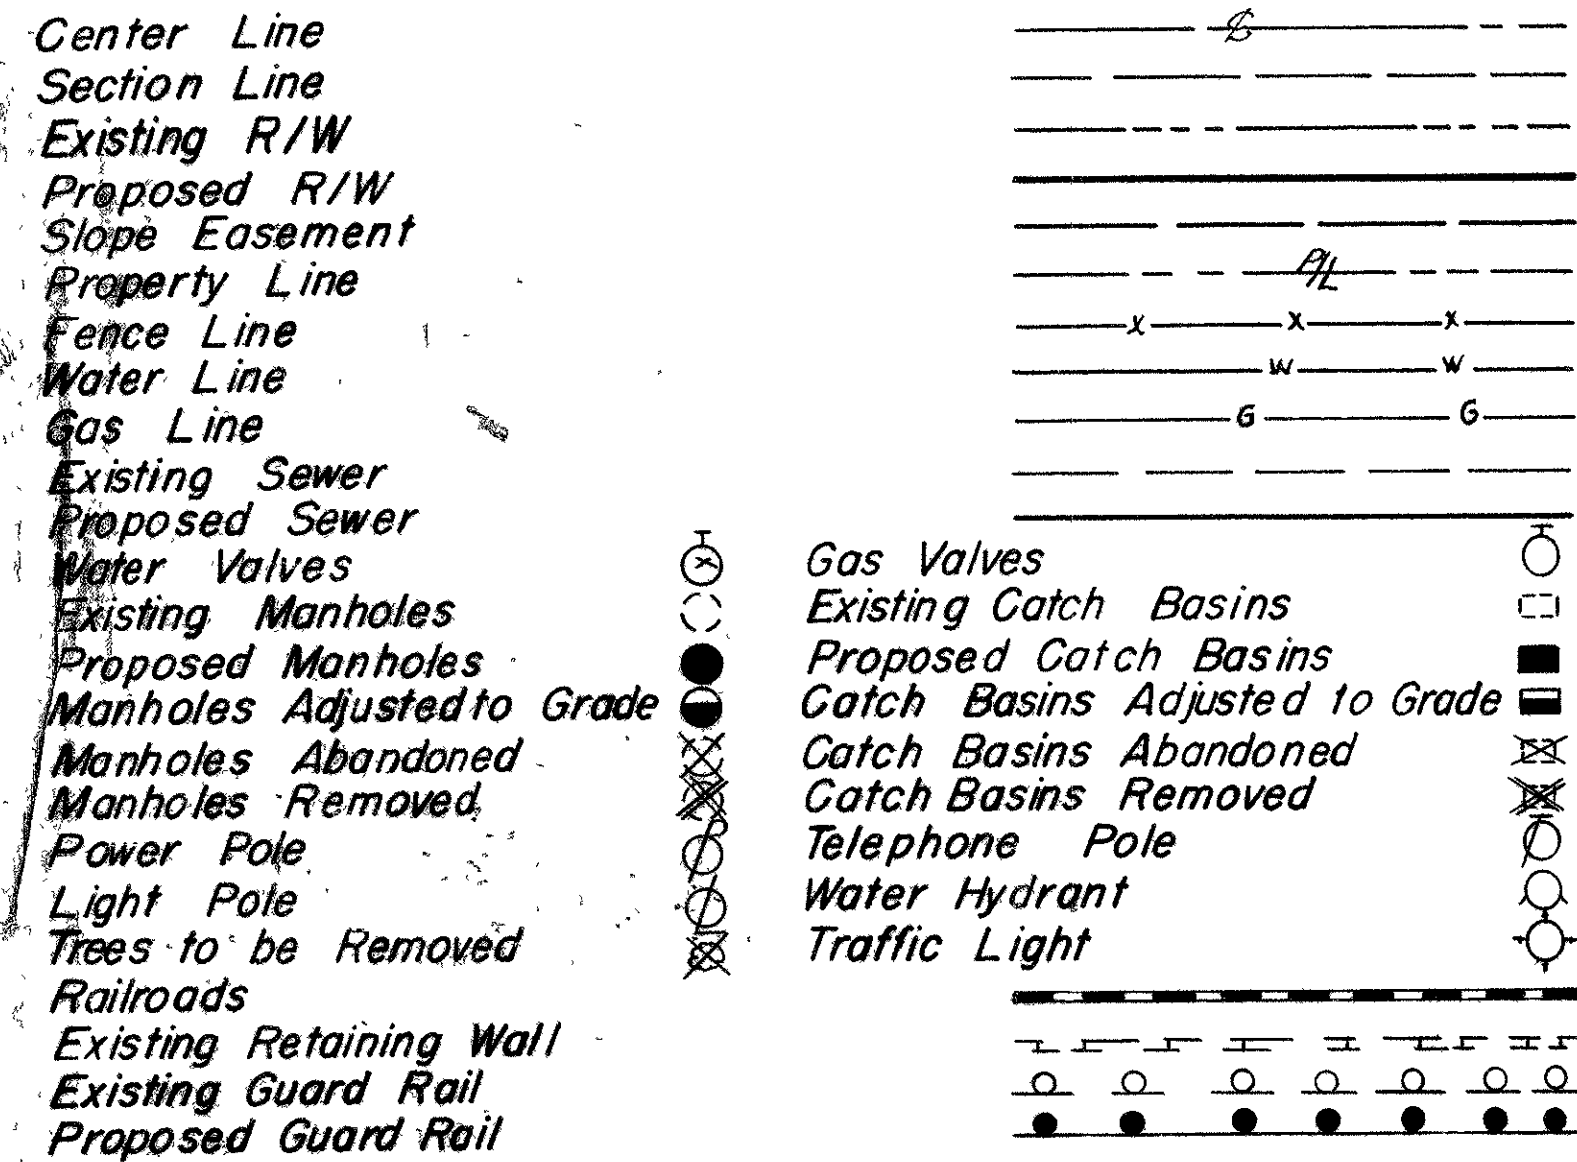 Center Line ℄
Section Line
Existing R/W
Proposed R/W
Slope Easement
Property Line P/L
Fence Line X X X
Water Line W W
Gas Line G G
Existing Sewer
Proposed Sewer
Water Valves Gas Valves
Existing Manholes Existing Catch Basins
Proposed Manholes Proposed Catch Basins
Manholes Adjusted to Grade Catch Basins Adjusted to Grade
Manholes Abandoned Catch Basins Abandoned
Manholes Removed Catch Basins Removed
Power Pole Telephone Pole
Light Pole Water Hydrant
Trees to be Removed Traffic Light
Railroads
Existing Retaining Wall
Existing Guard Rail
Proposed Guard Rail